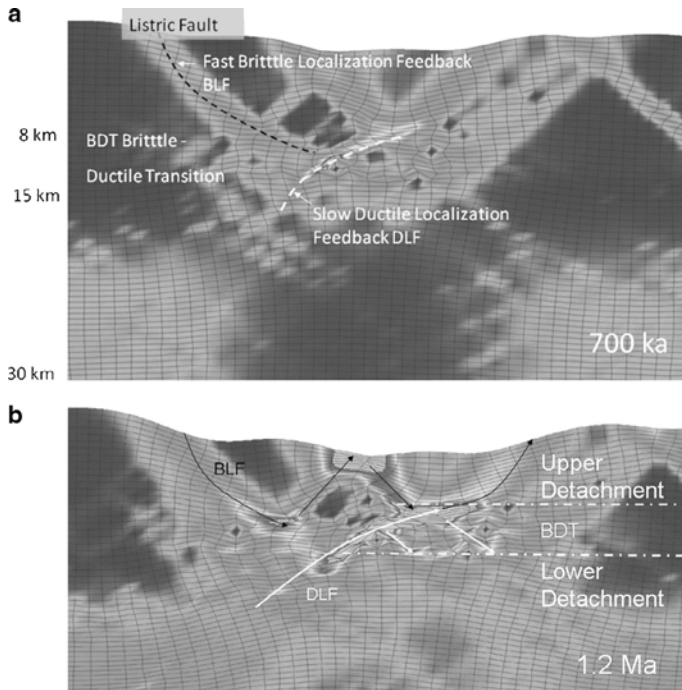 a
Listric Fault
Fast Britttle Localization Feedback
BLF
8 km
BDT Britttle -
Ductile Transition
15 km
Slow Ductile Localization
Feedback DLF
700 ka
30 km
b
BLF
Upper
Detachment
BDT
Lower
Detachment
DLF
1.2 Ma